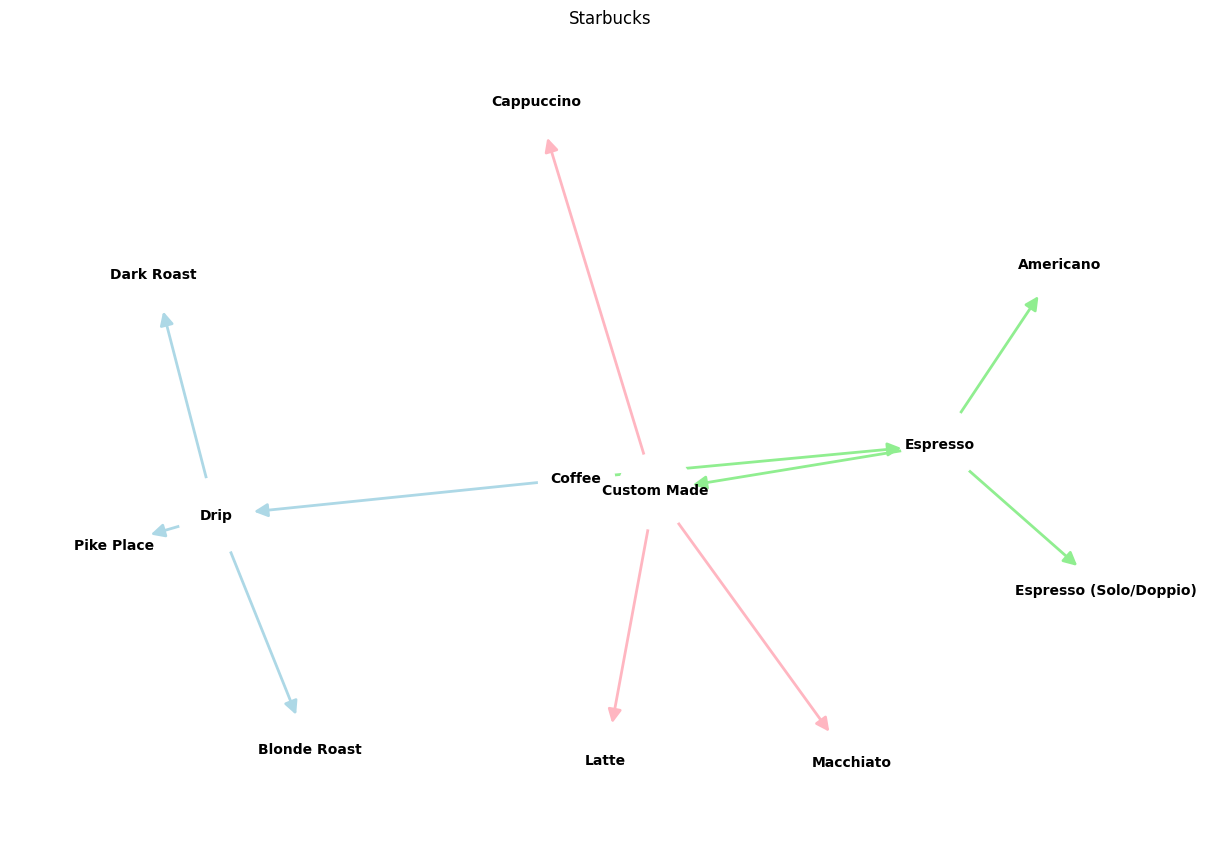 Starbucks
Cappuccino
Americano
Dark Roast
Espresso
Coffee
Custom Made
Drip
Pike Place
Espresso (Solo/Doppio)
Blonde Roast
Latte
Macchiato